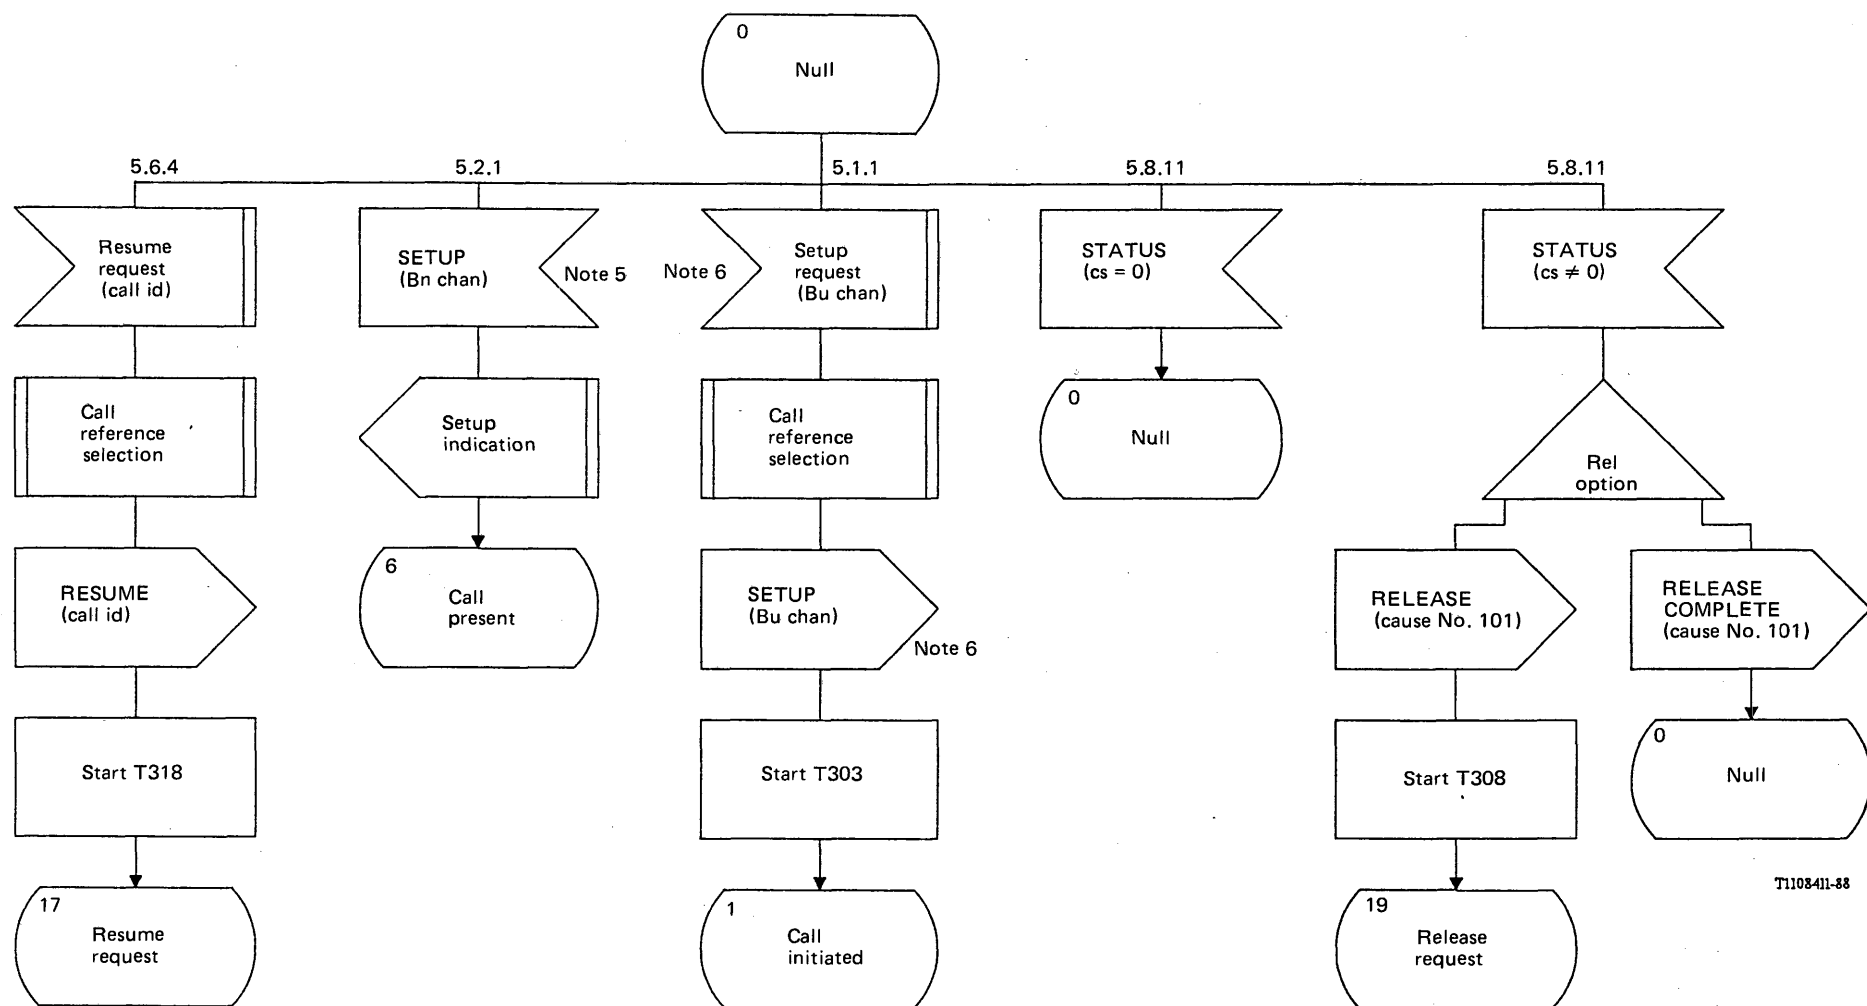 0
Null
5.6.4
5.2.1
5.1.1
5.8.11
5.8.11
Resume
request
(call id)
SETUP
(Bn chan)
Note 5
Note 6
Setup
request
(Bu chan)
STATUS
(cs = 0)
STATUS
(cs ≠ 0)
Call
reference
selection
Setup
indication
Call
reference
selection
0
Null
Rel
option
RESUME
(call id)
6
Call
present
SETUP
(Bu chan)
Note 6
RELEASE
(cause No. 101)
RELEASE
COMPLETE
(cause No. 101)
Start T318
Start T303
Start T308
0
Null
17
Resume
request
1
Call
initiated
19
Release
request
T1108411-88